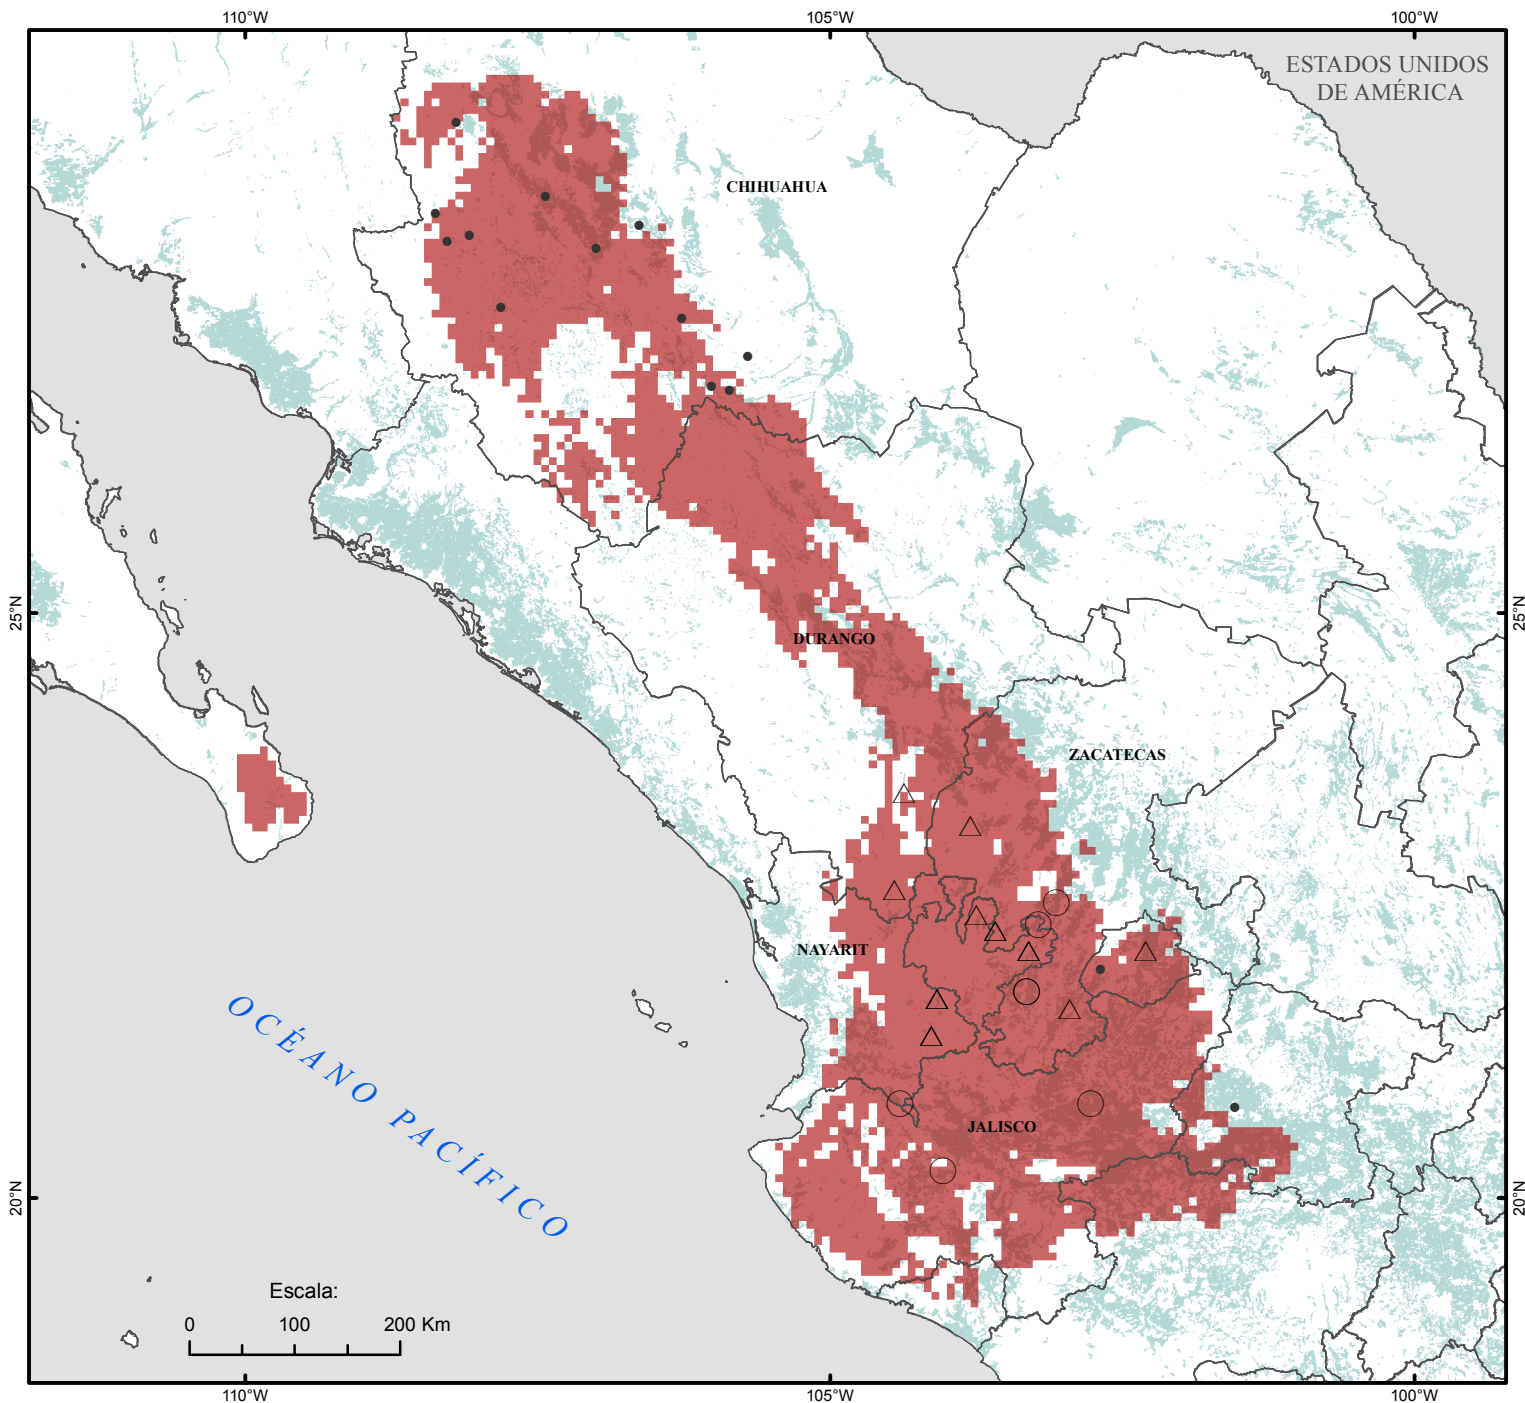 110°W
105°W
100°W
ESTADOS UNIDOS
DE AMÉRICA
CHIHUAHUA
25°N
25°N
DURANGO
ZACATECAS
NAYARIT
OCÉANO PACÍFICO
JALISCO
20°N
20°N
Escala:
0 100 200 Km
110°W
105°W
100°W